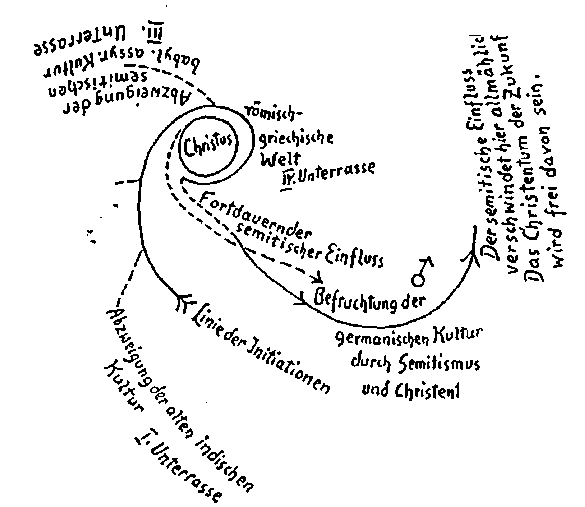 III. Unterrasse
babyl. assyr. Kultur
semitischen
Abzweigung der
Christus
römisch-
griechische
Welt
IV. Unterrasse
Fortdauernder
semitischer Einfluss
Der semitische Einfluss
verschwindet hier allmählich
Das Christentum der Zukunf
wird frei davon sein.
♂
Befruchtung der
germanischen Kultur
durch Semitismus
und Christent
Linie der Initiationen
Abzweigung der alten indischen
Kultur
I. Unterrasse